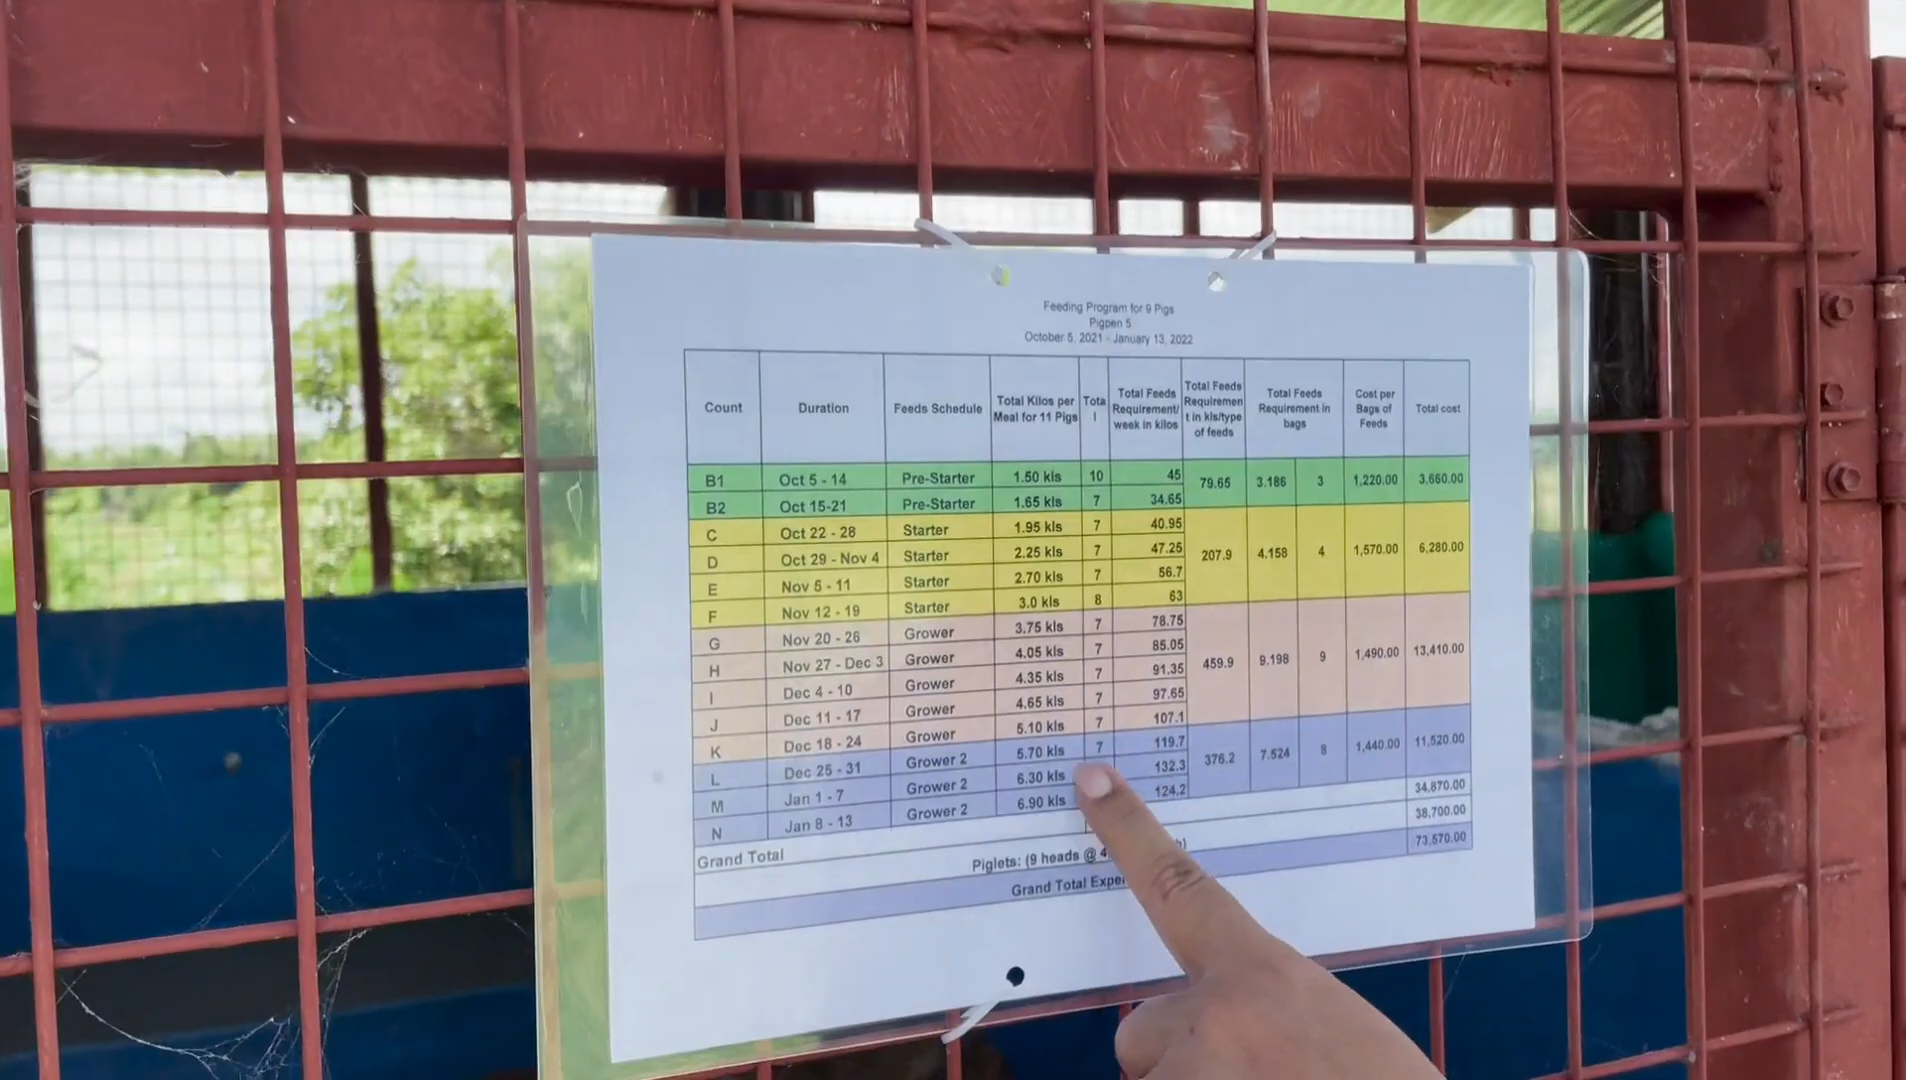 Feeding Program for 9 Pigs
Pigpen 5
October 5, 2021 - January 13, 2022
Count Duration Feeds Schedule Total Kilos per Meal for 11 Pigs Tota l Total Feeds Requirement/ week in kilos Total Feeds Requiremen t in kls/type of feeds Total Feeds Requirement in bags Cost per Bags of Feeds Total cost
B1 Oct 5 - 14 Pre-Starter 1.50 kls 10 45 79.65 3.186 3 1,220.00 3,660.00
B2 Oct 15-21 Pre-Starter 1.65 kls 7 34.65
C Oct 22 - 28 Starter 1.95 kls 7 40.95 207.9 4.158 4 1,570.00 6,280.00
D Oct 29 - Nov 4 Starter 2.25 kls 7 47.25
E Nov 5 - 11 Starter 2.70 kls 7 56.7
F Nov 12 - 19 Starter 3.0 kls 8 63
G Nov 20 - 26 Grower 3.75 kls 7 78.75 459.9 9.198 9 1,490.00 13,410.00
H Nov 27 - Dec 3 Grower 4.05 kls 7 85.05
I Dec 4 - 10 Grower 4.35 kls 7 91.35
J Dec 11 - 17 Grower 4.65 kls 7 97.65
K Dec 18 - 24 Grower 5.10 kls 7 107.1
L Dec 25 - 31 Grower 2 5.70 kls 7 119.7 376.2 7.524 8 1,440.00 11,520.00
M Jan 1 - 7 Grower 2 6.30 kls 132.3
N Jan 8 - 13 Grower 2 6.90 kls 124.2
Grand Total 34,870.00
Piglets: (9 heads @ 38,700.00
Grand Total 73,570.00